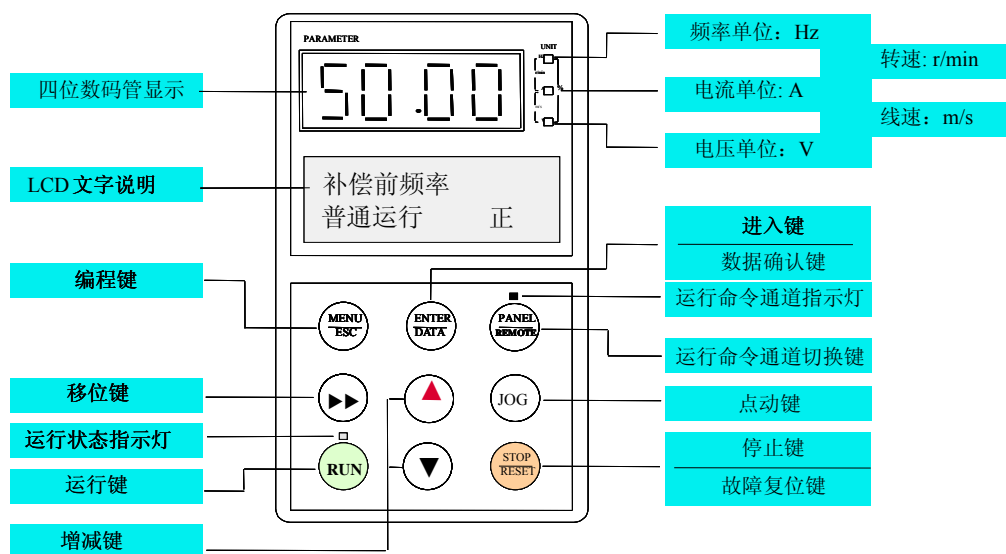 PARAMETER
UNIT
50.00
%
补偿前频率
普通运行 正
MENU
ESC
ENTER
DATA
PANEL
REMOTE
JOG
RUN
STOP
RESET
四位数码管显示
LCD文字说明
编程键
移位键
运行状态指示灯
运行键
增减键
频率单位：Hz
转速: r/min
电流单位: A
线速：m/s
电压单位：V
进入键
数据确认键
运行命令通道指示灯
运行命令通道切换键
点动键
停止键
故障复位键